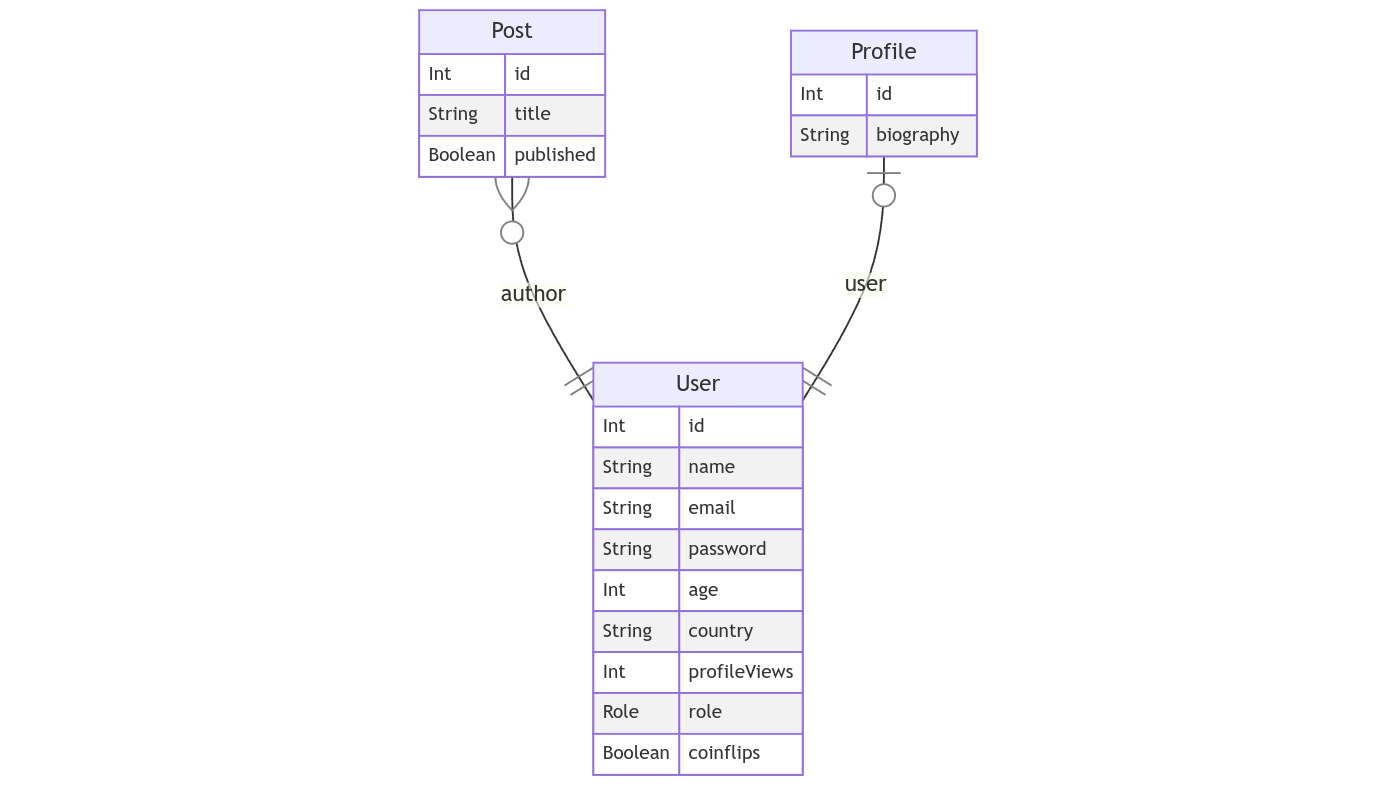 Post
Int id
String title
Boolean published
Profile
Int id
String biography
author
user
User
Int id
String name
String email
String password
Int age
String country
Int profileViews
Role role
Boolean coinflips